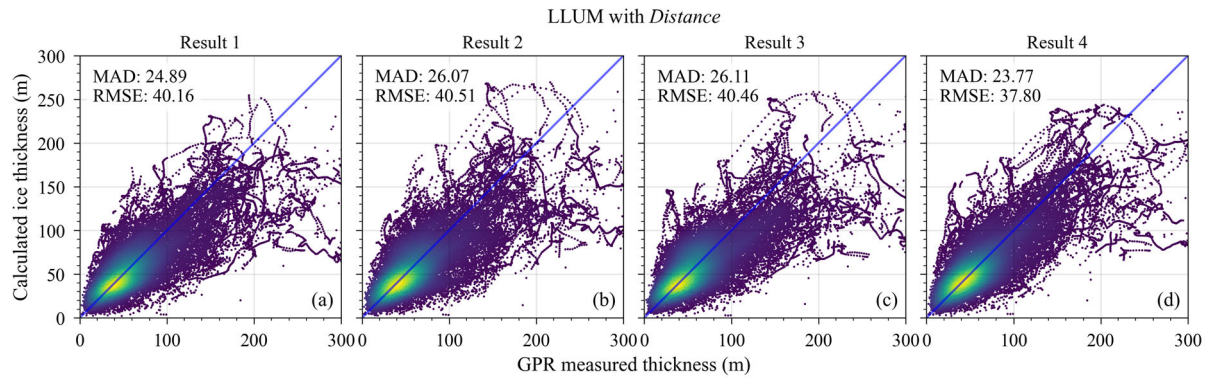 LLUM with Distance
Result 1 Result 2 Result 3 Result 4
Calculated ice thickness (m)
300
250
200
150
100
50
0
MAD: 24.89
RMSE: 40.16
(a)
0 100 200 300
MAD: 26.07
RMSE: 40.51
(b)
0 100 200 300
MAD: 26.11
RMSE: 40.46
(c)
0 100 200 300
MAD: 23.77
RMSE: 37.80
(d)
0 100 200 300
GPR measured thickness (m)